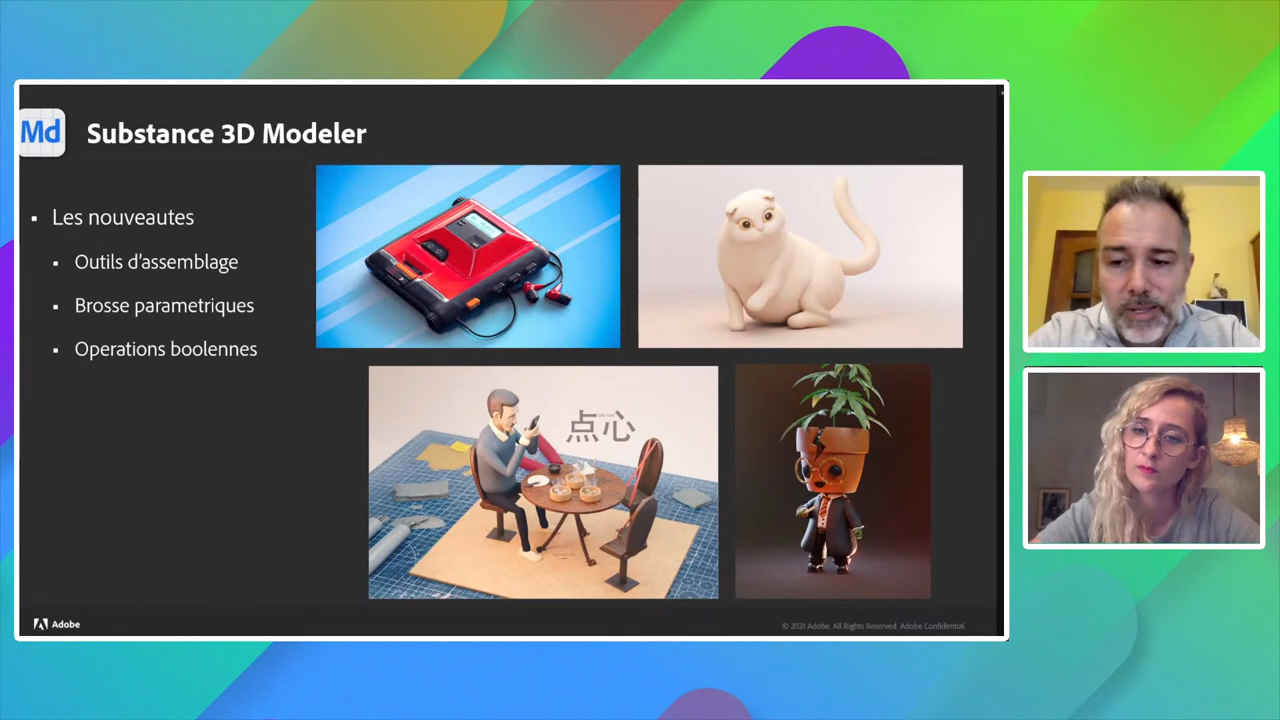 Md
Substance 3D Modeler
Les nouveautes
Outils d'assemblage
Brosse parametriques
Operations boolennes
点心
Adobe
© 2021 Adobe. All Rights Reserved. Adobe Confidential.